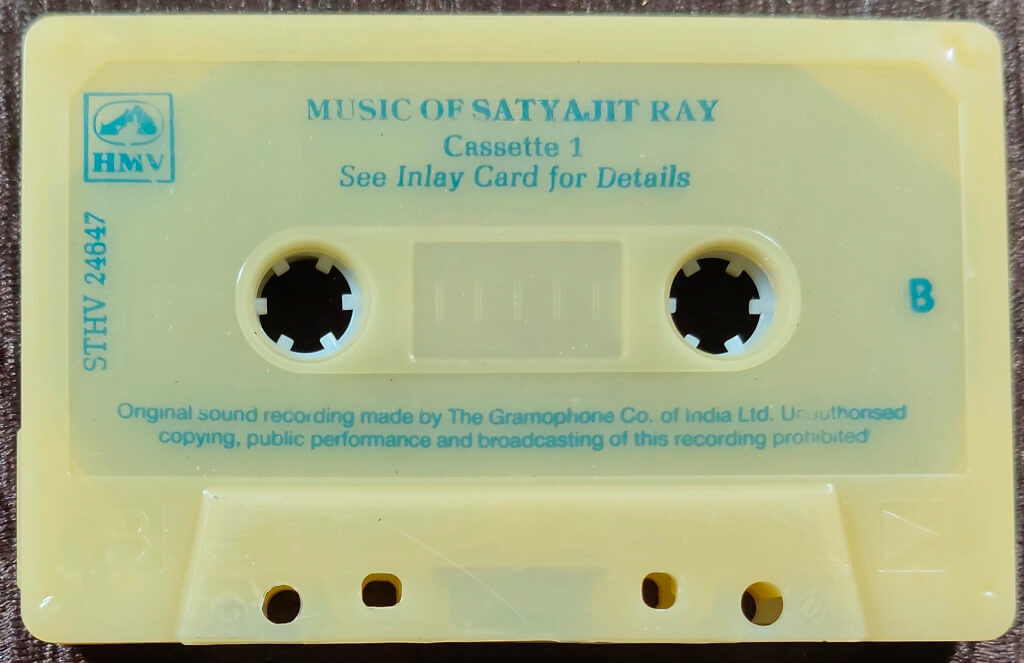 MUSIC OF SATYAJIT RAY
Cassette 1
See Inlay Card for Details
HMV
STHV 24847
B
Original sound recording made by The Gramophone Co. of India Ltd. Unauthorised
copying, public performance and broadcasting of this recording prohibited